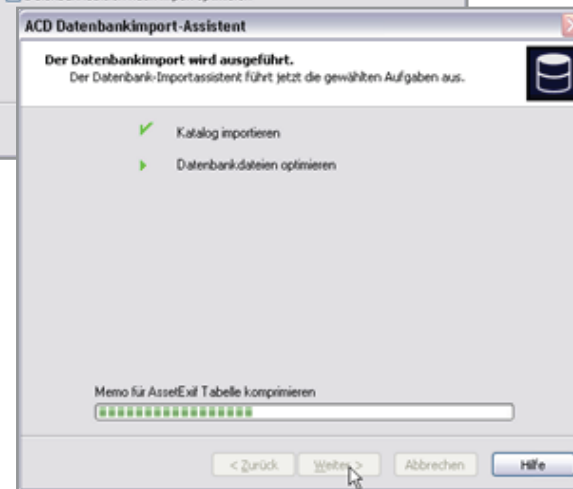 ACD Datenbankimport-Assistent
Der Datenbankimport wird ausgeführt.
Der Datenbank-Importassistent führt jetzt die gewählten Aufgaben aus.
Katalog importieren
Datenbankdateien optimieren
Memo für AssetExif Tabelle komprimieren
< Zurück Weiter > Abbrechen Hilfe